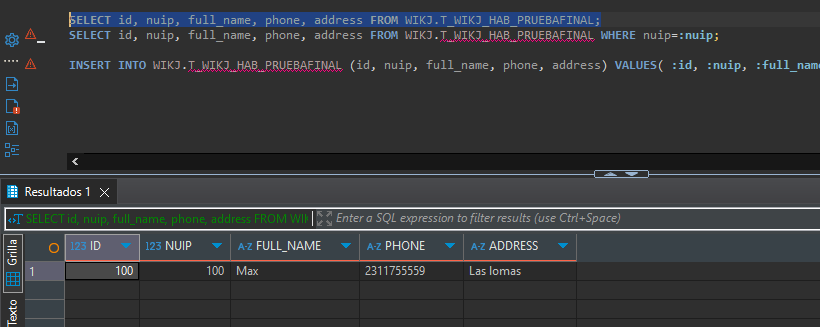 SELECT id, nuip, full_name, phone, address FROM WIKJ.T_WIKJ_HAB_PRUEBAFINAL;
SELECT id, nuip, full_name, phone, address FROM WIKJ.T_WIKJ_HAB_PRUEBAFINAL WHERE nuip=:nuip;
INSERT INTO WIKJ.T_WIKJ_HAB_PRUEBAFINAL (id, nuip, full_name, phone, address) VALUES( :id, :nuip, :full_name
Resultados 1
SELECT id, nuip, full_name, phone, address FROM WIK
Enter a SQL expression to filter results (use Ctrl+Space)
Grilla
123 ID 123 NUIP A-Z FULL_NAME A-Z PHONE A-Z ADDRESS
1 100 100 Max 2311755559 Las lomas
Texto